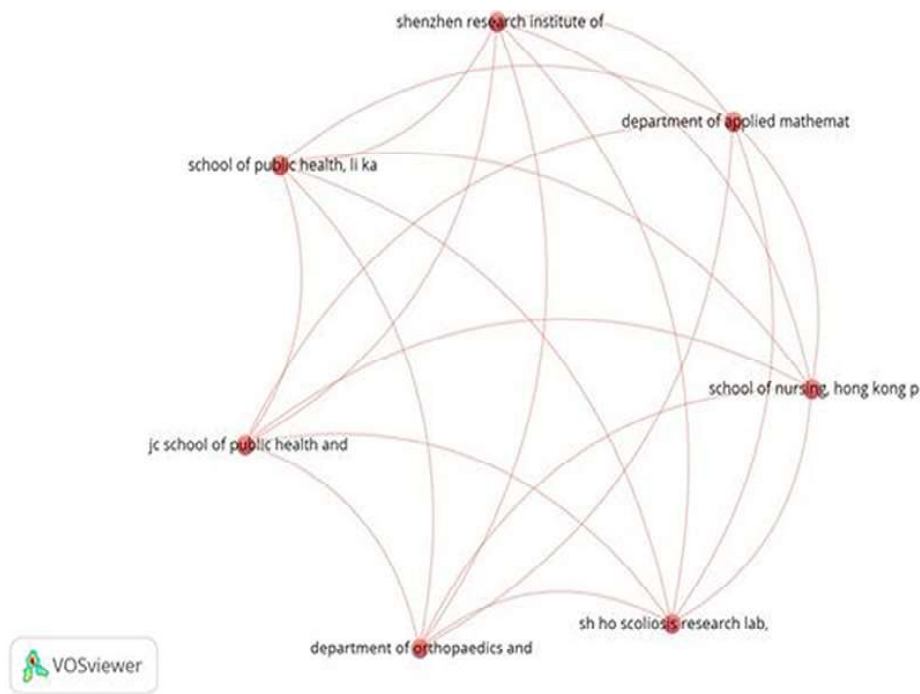 shenzhen research institute of
department of applied mathemat
school of public health, li ka
school of nursing, hong kong p
jc school of public health and
sh ho scoliosis research lab,
department of orthopaedics and
VOSviewer